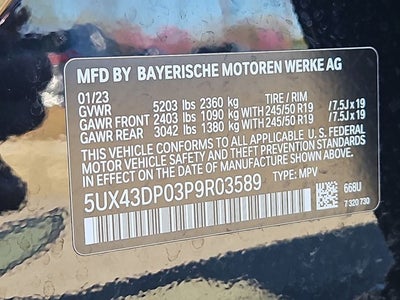 MFD BY BAYERISCHE MOTOREN WERKE AG
01/23 TIRE / RIM
GVWR 5203 lbs 2360 kg
GAWR FRONT 2403 lbs 1090 kg WITH 245/50 R19 / 7.5J x 19
GAWR REAR 3042 lbs 1380 kg WITH 245/50 R19 / 7.5J x 19
THIS VEHICLE CONFORMS TO ALL APPLICABLE U.S. FEDERAL
MOTOR VEHICLE SAFETY AND THEFT PREVENTION STANDARDS
IN EFFECT ON THE DATE OF MANUFACTURE SHOWN ABOVE.
5UX43DP03P9R03589 TYPE: MPV
668U
7 320 730